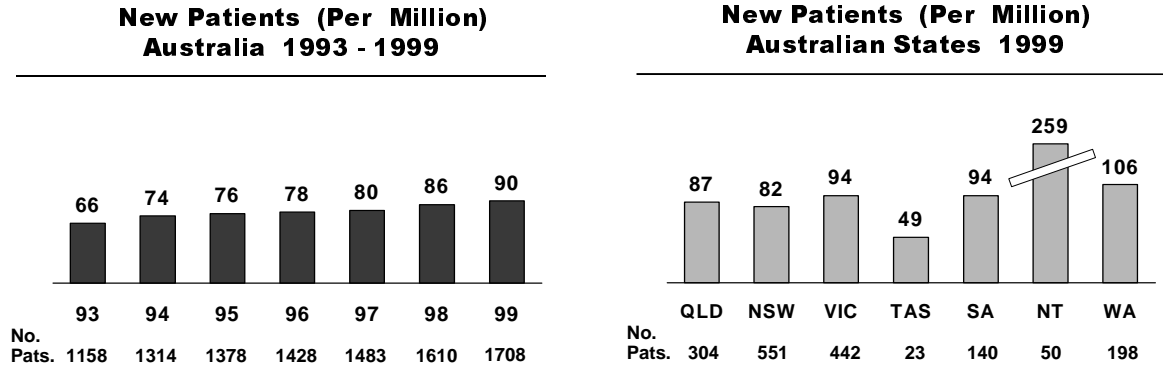 New Patients (Per Million)
Australia 1993 - 1999
66 74 76 78 80 86 90
93 94 95 96 97 98 99
No.
Pats. 1158 1314 1378 1428 1483 1610 1708
New Patients (Per Million)
Australian States 1999
87 82 94 49 94 259 106
QLD NSW VIC TAS SA NT WA
No.
Pats. 304 551 442 23 140 50 198